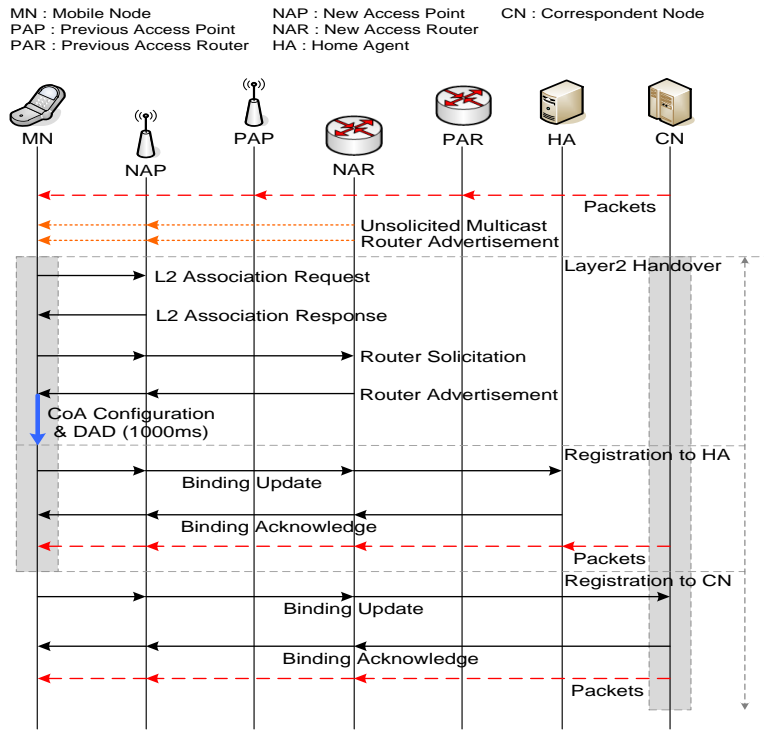 MN : Mobile Node NAP : New Access Point CN : Correspondent Node
PAP : Previous Access Point NAR : New Access Router
PAR : Previous Access Router HA : Home Agent
MN PAP PAR HA CN
NAP NAR
Packets
Unsolicited Multicast
Router Advertisement
Layer2 Handover
L2 Association Request
L2 Association Response
Router Solicitation
Router Advertisement
CoA Configuration
& DAD (1000ms)
Registration to HA
Binding Update
Binding Acknowledge
Packets
Registration to CN
Binding Update
Binding Acknowledge
Packets